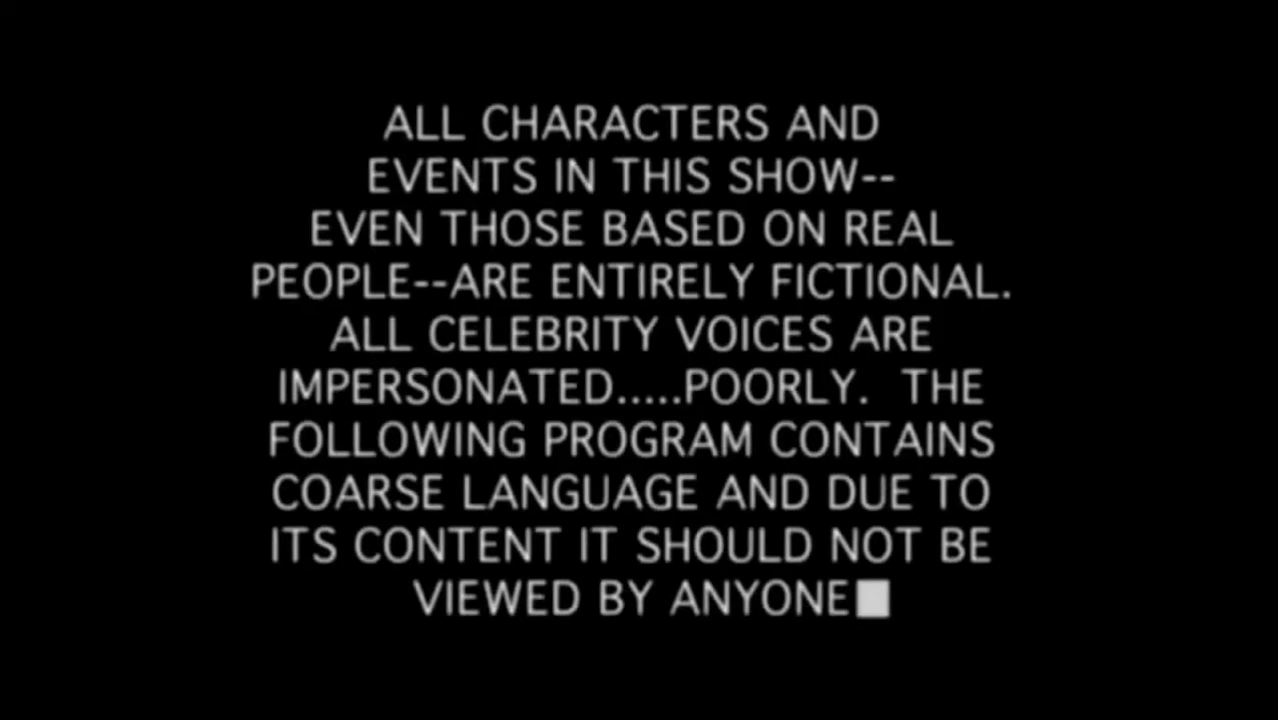 ALL CHARACTERS AND
EVENTS IN THIS SHOW--
EVEN THOSE BASED ON REAL
PEOPLE--ARE ENTIRELY FICTIONAL.
ALL CELEBRITY VOICES ARE
IMPERSONATED.....POORLY.  THE
FOLLOWING PROGRAM CONTAINS
COARSE LANGUAGE AND DUE TO
ITS CONTENT IT SHOULD NOT BE
VIEWED BY ANYONE